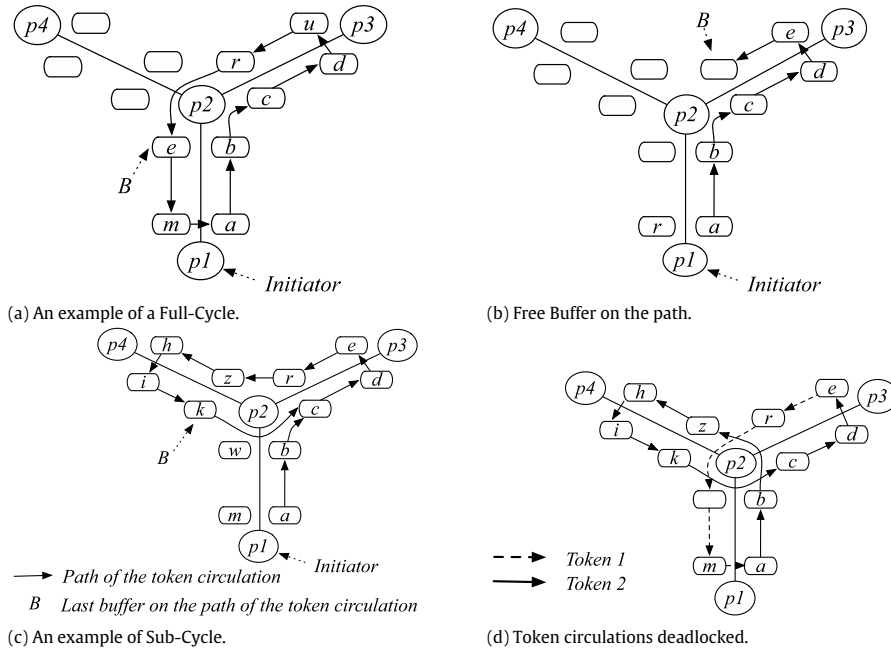 p4
u
p3
r
d
c
p2
e
b
B
m
a
p1
Initiator
(a) An example of a Full-Cycle.
p4
B
e
p3
d
c
p2
b
r
a
p1
Initiator
(b) Free Buffer on the path.
p4
h
e
p3
i
z
r
d
k
p2
c
B
w
b
m
a
p1
Initiator
Path of the token circulation
B Last buffer on the path of the token circulation
(c) An example of Sub-Cycle.
p4
h
e
p3
r
i
z
d
k
p2
c
b
Token 1
m
a
Token 2
p1
(d) Token circulations deadlocked.